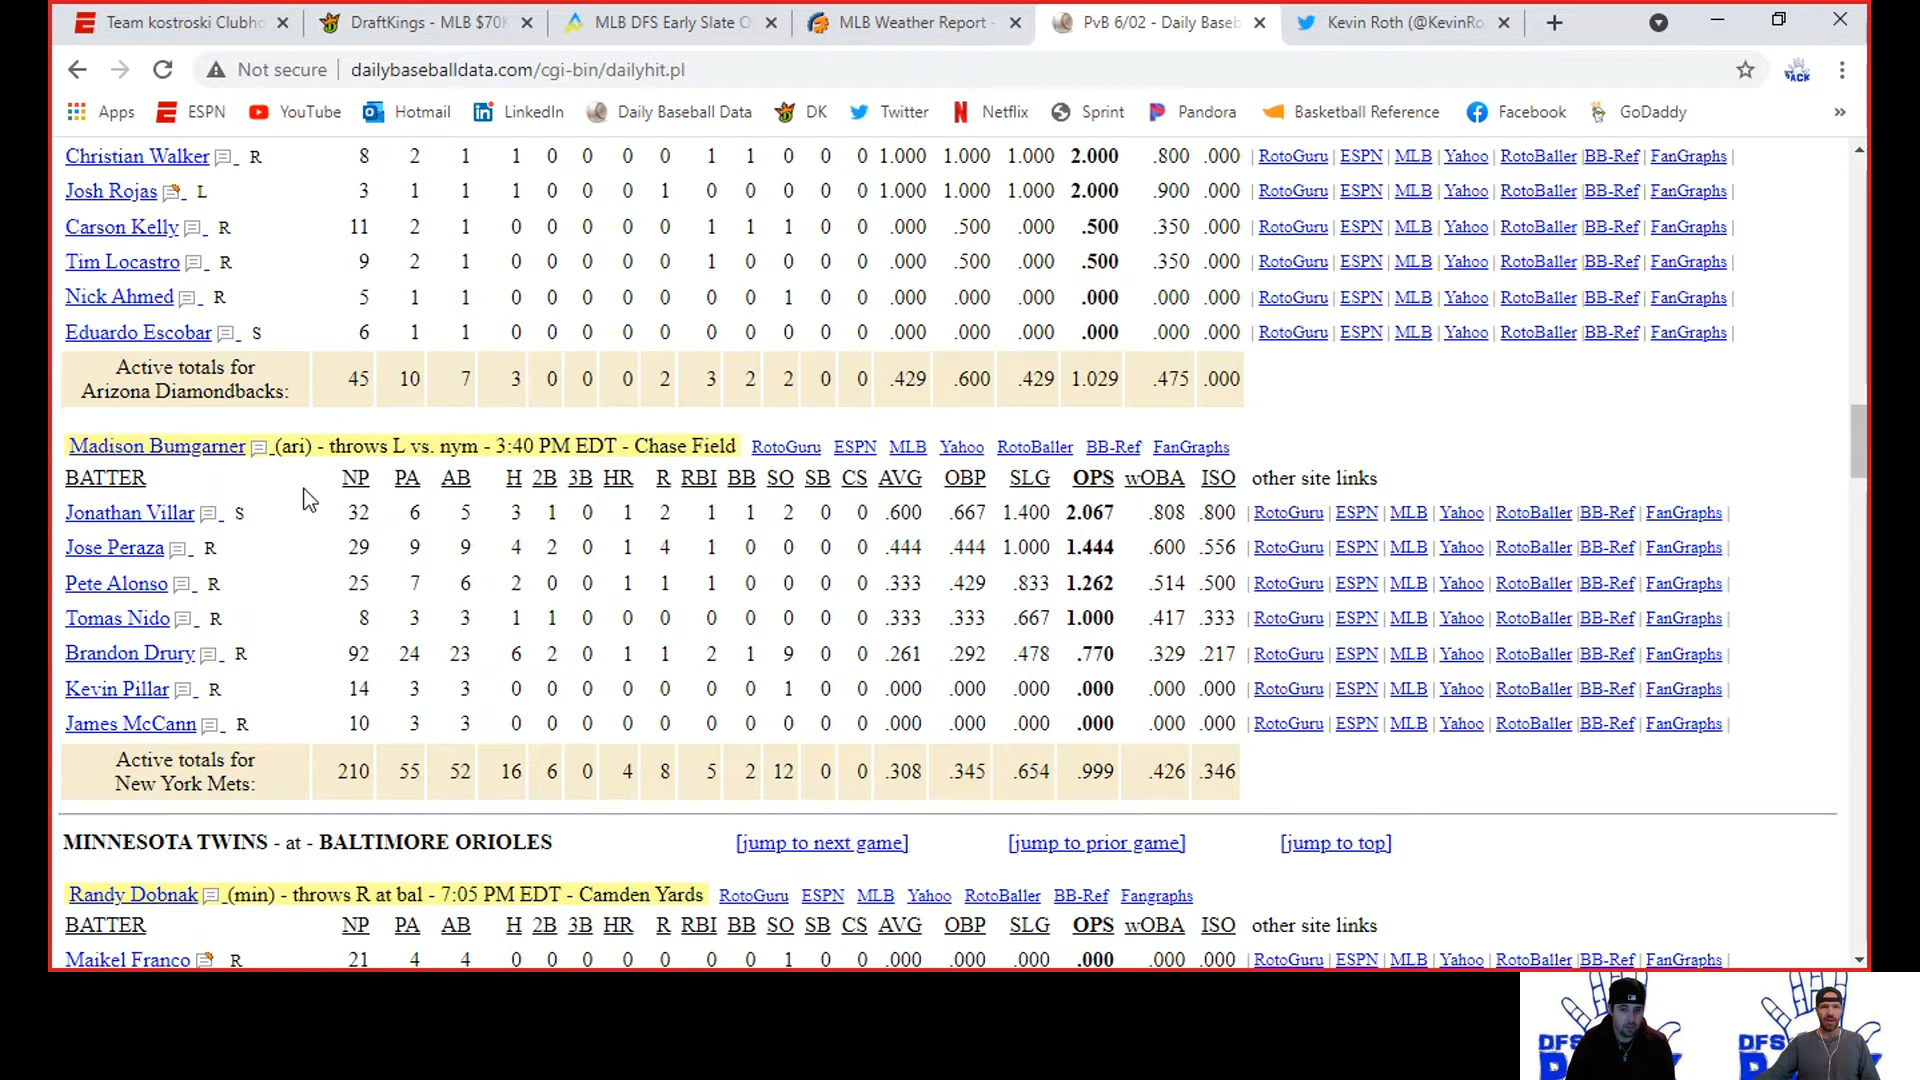 Team kostroski Clubho DraftKings - MLB $70K MLB DFS Early Slate O MLB Weather Report - PvB 6/02 - Daily Baseb Kevin Roth (@KevinRo
Not secure | dailybaseballdata.com/cgi-bin/dailyhit.pl
Apps ESPN YouTube Hotmail LinkedIn Daily Baseball Data DK Twitter Netflix Sprint Pandora Basketball Reference Facebook GoDaddy »
Christian Walker R 8 2 1 1 0 0 0 0 1 1 0 0 0 1.000 1.000 1.000 2.000 .800 .000 | RotoGuru | ESPN | MLB | Yahoo | RotoBaller |BB-Ref | FanGraphs |
Josh Rojas L 3 1 1 1 0 0 0 1 0 0 0 0 0 1.000 1.000 1.000 2.000 .900 .000 | RotoGuru | ESPN | MLB | Yahoo | RotoBaller |BB-Ref | FanGraphs |
Carson Kelly R 11 2 1 0 0 0 0 0 1 1 1 0 0 .000 .500 .000 .500 .350 .000 | RotoGuru | ESPN | MLB | Yahoo | RotoBaller |BB-Ref | FanGraphs |
Tim Locastro R 9 2 1 0 0 0 0 0 1 0 0 0 0 .000 .500 .000 .500 .350 .000 | RotoGuru | ESPN | MLB | Yahoo | RotoBaller |BB-Ref | FanGraphs |
Nick Ahmed R 5 1 1 0 0 0 0 0 0 0 1 0 0 .000 .000 .000 .000 .000 .000 | RotoGuru | ESPN | MLB | Yahoo | RotoBaller |BB-Ref | FanGraphs |
Eduardo Escobar S 6 1 1 0 0 0 0 0 0 0 0 0 0 .000 .000 .000 .000 .000 .000 | RotoGuru | ESPN | MLB | Yahoo | RotoBaller |BB-Ref | FanGraphs |
Active totals for
Arizona Diamondbacks: 45 10 7 3 0 0 0 2 3 2 2 0 0 .429 .600 .429 1.029 .475 .000
Madison Bumgarner (ari) - throws L vs. nym - 3:40 PM EDT - Chase Field RotoGuru ESPN MLB Yahoo RotoBaller BB-Ref FanGraphs
BATTER NP PA AB H 2B 3B HR R RBI BB SO SB CS AVG OBP SLG OPS wOBA ISO other site links
Jonathan Villar S 32 6 5 3 1 0 1 2 1 1 2 0 0 .600 .667 1.400 2.067 .808 .800 | RotoGuru | ESPN | MLB | Yahoo | RotoBaller |BB-Ref | FanGraphs |
Jose Peraza R 29 9 9 4 2 0 1 4 1 0 0 0 0 .444 .444 1.000 1.444 .600 .556 | RotoGuru | ESPN | MLB | Yahoo | RotoBaller |BB-Ref | FanGraphs |
Pete Alonso R 25 7 6 2 0 0 1 1 1 0 0 0 0 .333 .429 .833 1.262 .514 .500 | RotoGuru | ESPN | MLB | Yahoo | RotoBaller |BB-Ref | FanGraphs |
Tomas Nido R 8 3 3 1 1 0 0 0 0 0 0 0 0 .333 .333 .667 1.000 .417 .333 | RotoGuru | ESPN | MLB | Yahoo | RotoBaller |BB-Ref | FanGraphs |
Brandon Drury R 92 24 23 6 2 0 1 1 2 1 9 0 0 .261 .292 .478 .770 .329 .217 | RotoGuru | ESPN | MLB | Yahoo | RotoBaller |BB-Ref | FanGraphs |
Kevin Pillar R 14 3 3 0 0 0 0 0 0 0 1 0 0 .000 .000 .000 .000 .000 .000 | RotoGuru | ESPN | MLB | Yahoo | RotoBaller |BB-Ref | FanGraphs |
James McCann R 10 3 3 0 0 0 0 0 0 0 0 0 0 .000 .000 .000 .000 .000 .000 | RotoGuru | ESPN | MLB | Yahoo | RotoBaller |BB-Ref | FanGraphs |
Active totals for
New York Mets: 210 55 52 16 6 0 4 8 5 2 12 0 0 .308 .345 .654 .999 .426 .346
MINNESOTA TWINS - at - BALTIMORE ORIOLES [jump to next game] [jump to prior game] [jump to top]
Randy Dobnak (min) - throws R at bal - 7:05 PM EDT - Camden Yards RotoGuru ESPN MLB Yahoo RotoBaller BB-Ref Fangraphs
BATTER NP PA AB H 2B 3B HR R RBI BB SO SB CS AVG OBP SLG OPS wOBA ISO other site links
Maikel Franco R 21 4 4 0 0 0 0 0 0 0 1 0 0 .000 .000 .000 .000 .000 .000 | RotoGuru | ESPN | MLB | Yahoo | RotoBaller |BB-Ref | FanGraphs |
DFS DFS